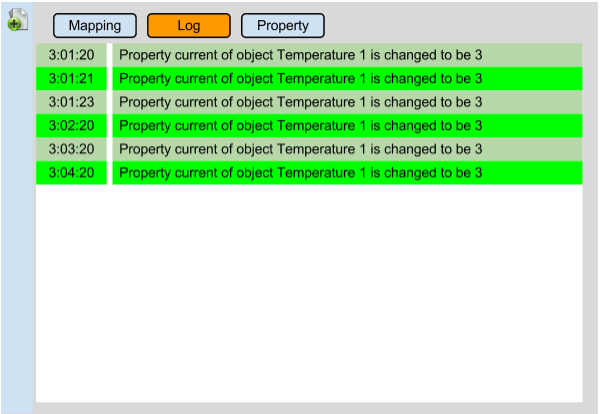 Mapping Log Property
3:01:20 Property current of object Temperature 1 is changed to be 3
3:01:21 Property current of object Temperature 1 is changed to be 3
3:01:23 Property current of object Temperature 1 is changed to be 3
3:02:20 Property current of object Temperature 1 is changed to be 3
3:03:20 Property current of object Temperature 1 is changed to be 3
3:04:20 Property current of object Temperature 1 is changed to be 3